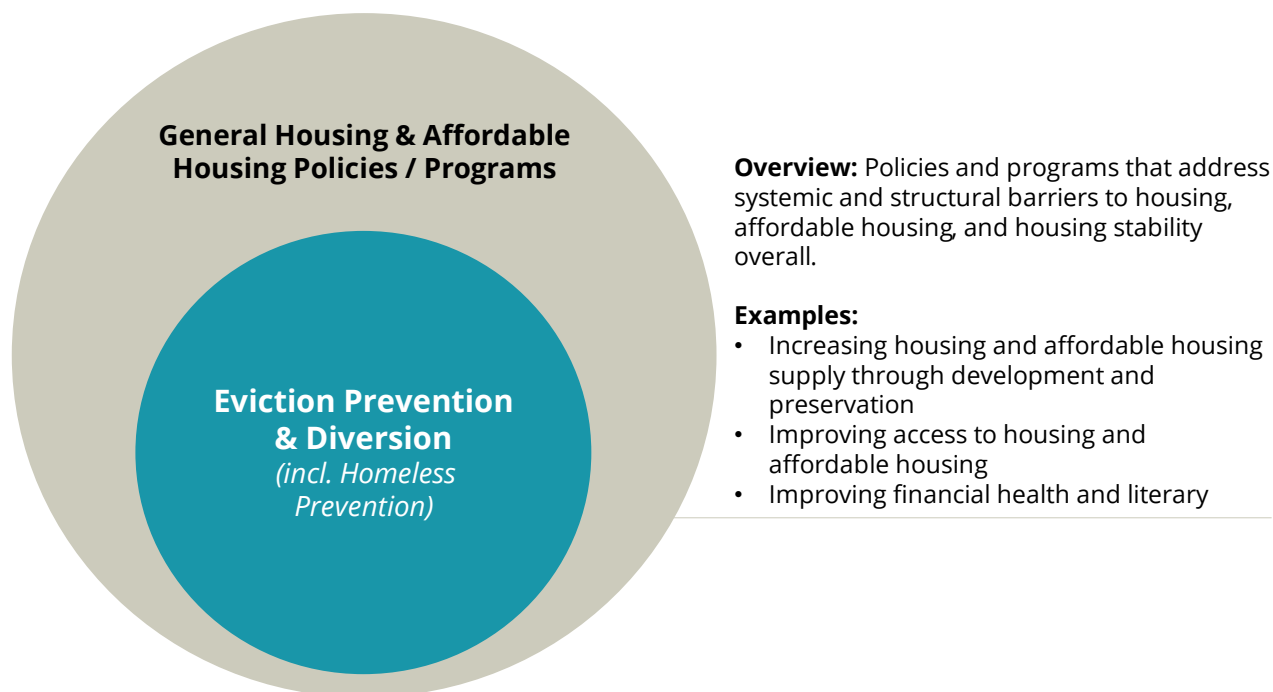 General Housing & Affordable
Housing Policies / Programs
Eviction Prevention
& Diversion
(incl. Homeless
Prevention)
Overview: Policies and programs that address
systemic and structural barriers to housing,
affordable housing, and housing stability
overall.
Examples:
• Increasing housing and affordable housing
supply through development and
preservation
• Improving access to housing and
affordable housing
• Improving financial health and literary